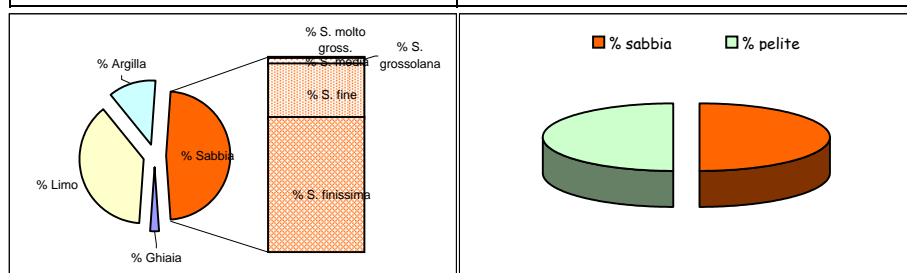 % S. molto
gross.
% S.
grossolana
% S. media
% Argilla
% S. fine
% Sabbia
% Limo
% S. finissima
% Ghiaia
% sabbia
% pelite